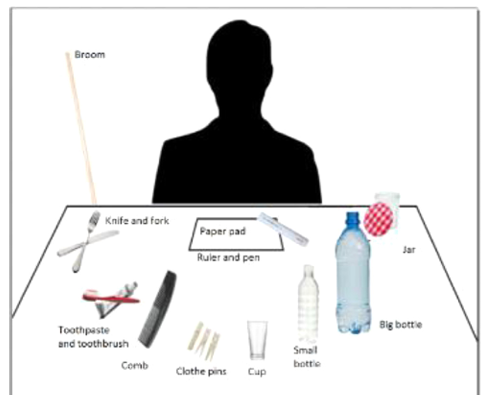 Broom
Knife and fork
Paper pad
Ruler and pen
Jar
Big bottle
Toothpaste
and toothbrush
Comb
Clothe pins
Cup
Small
bottle